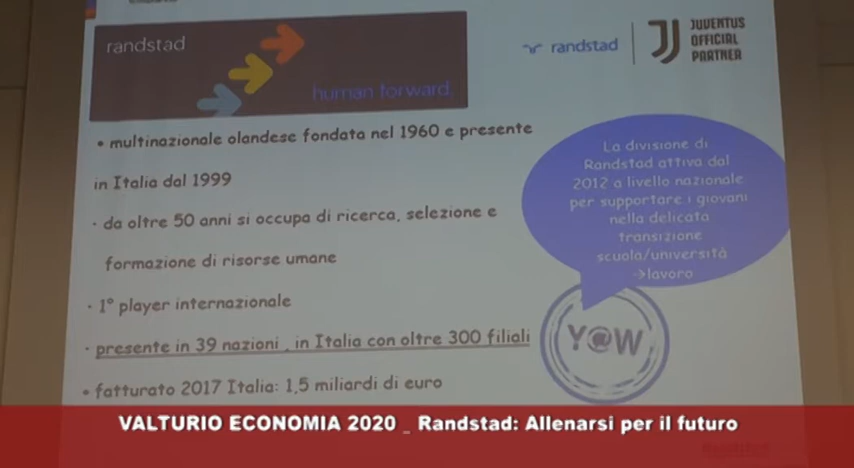 randstad
human forward.
randstad
JUVENTUS
OFFICIAL
PARTNER
• multinazionale olandese fondata nel 1960 e presente
in Italia dal 1999
· da oltre 50 anni si occupa di ricerca, selezione e
formazione di risorse umane
· 1° player internazionale
· presente in 39 nazioni , in Italia con oltre 300 filiali
• fatturato 2017 Italia: 1,5 miliardi di euro
La divisione di
Randstad attiva dal
2012 a livello nazionale
per supportare i giovani
nella delicata
transizione
scuola/università
→lavoro
Y@W
VALTURIO ECONOMIA 2020 _ Randstad: Allenarsi per il futuro